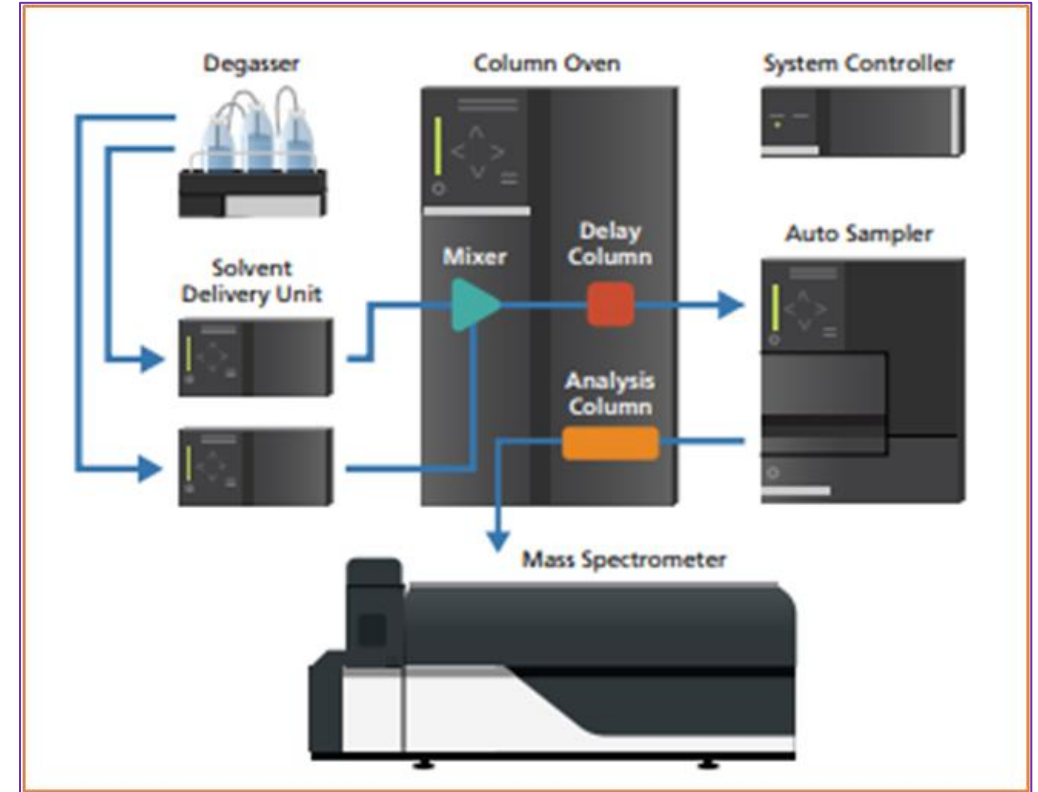 Degasser
Column Oven
System Controller
Solvent
Delivery Unit
Mixer
Delay
Column
Auto Sampler
Analysis
Column
Mass Spectrometer